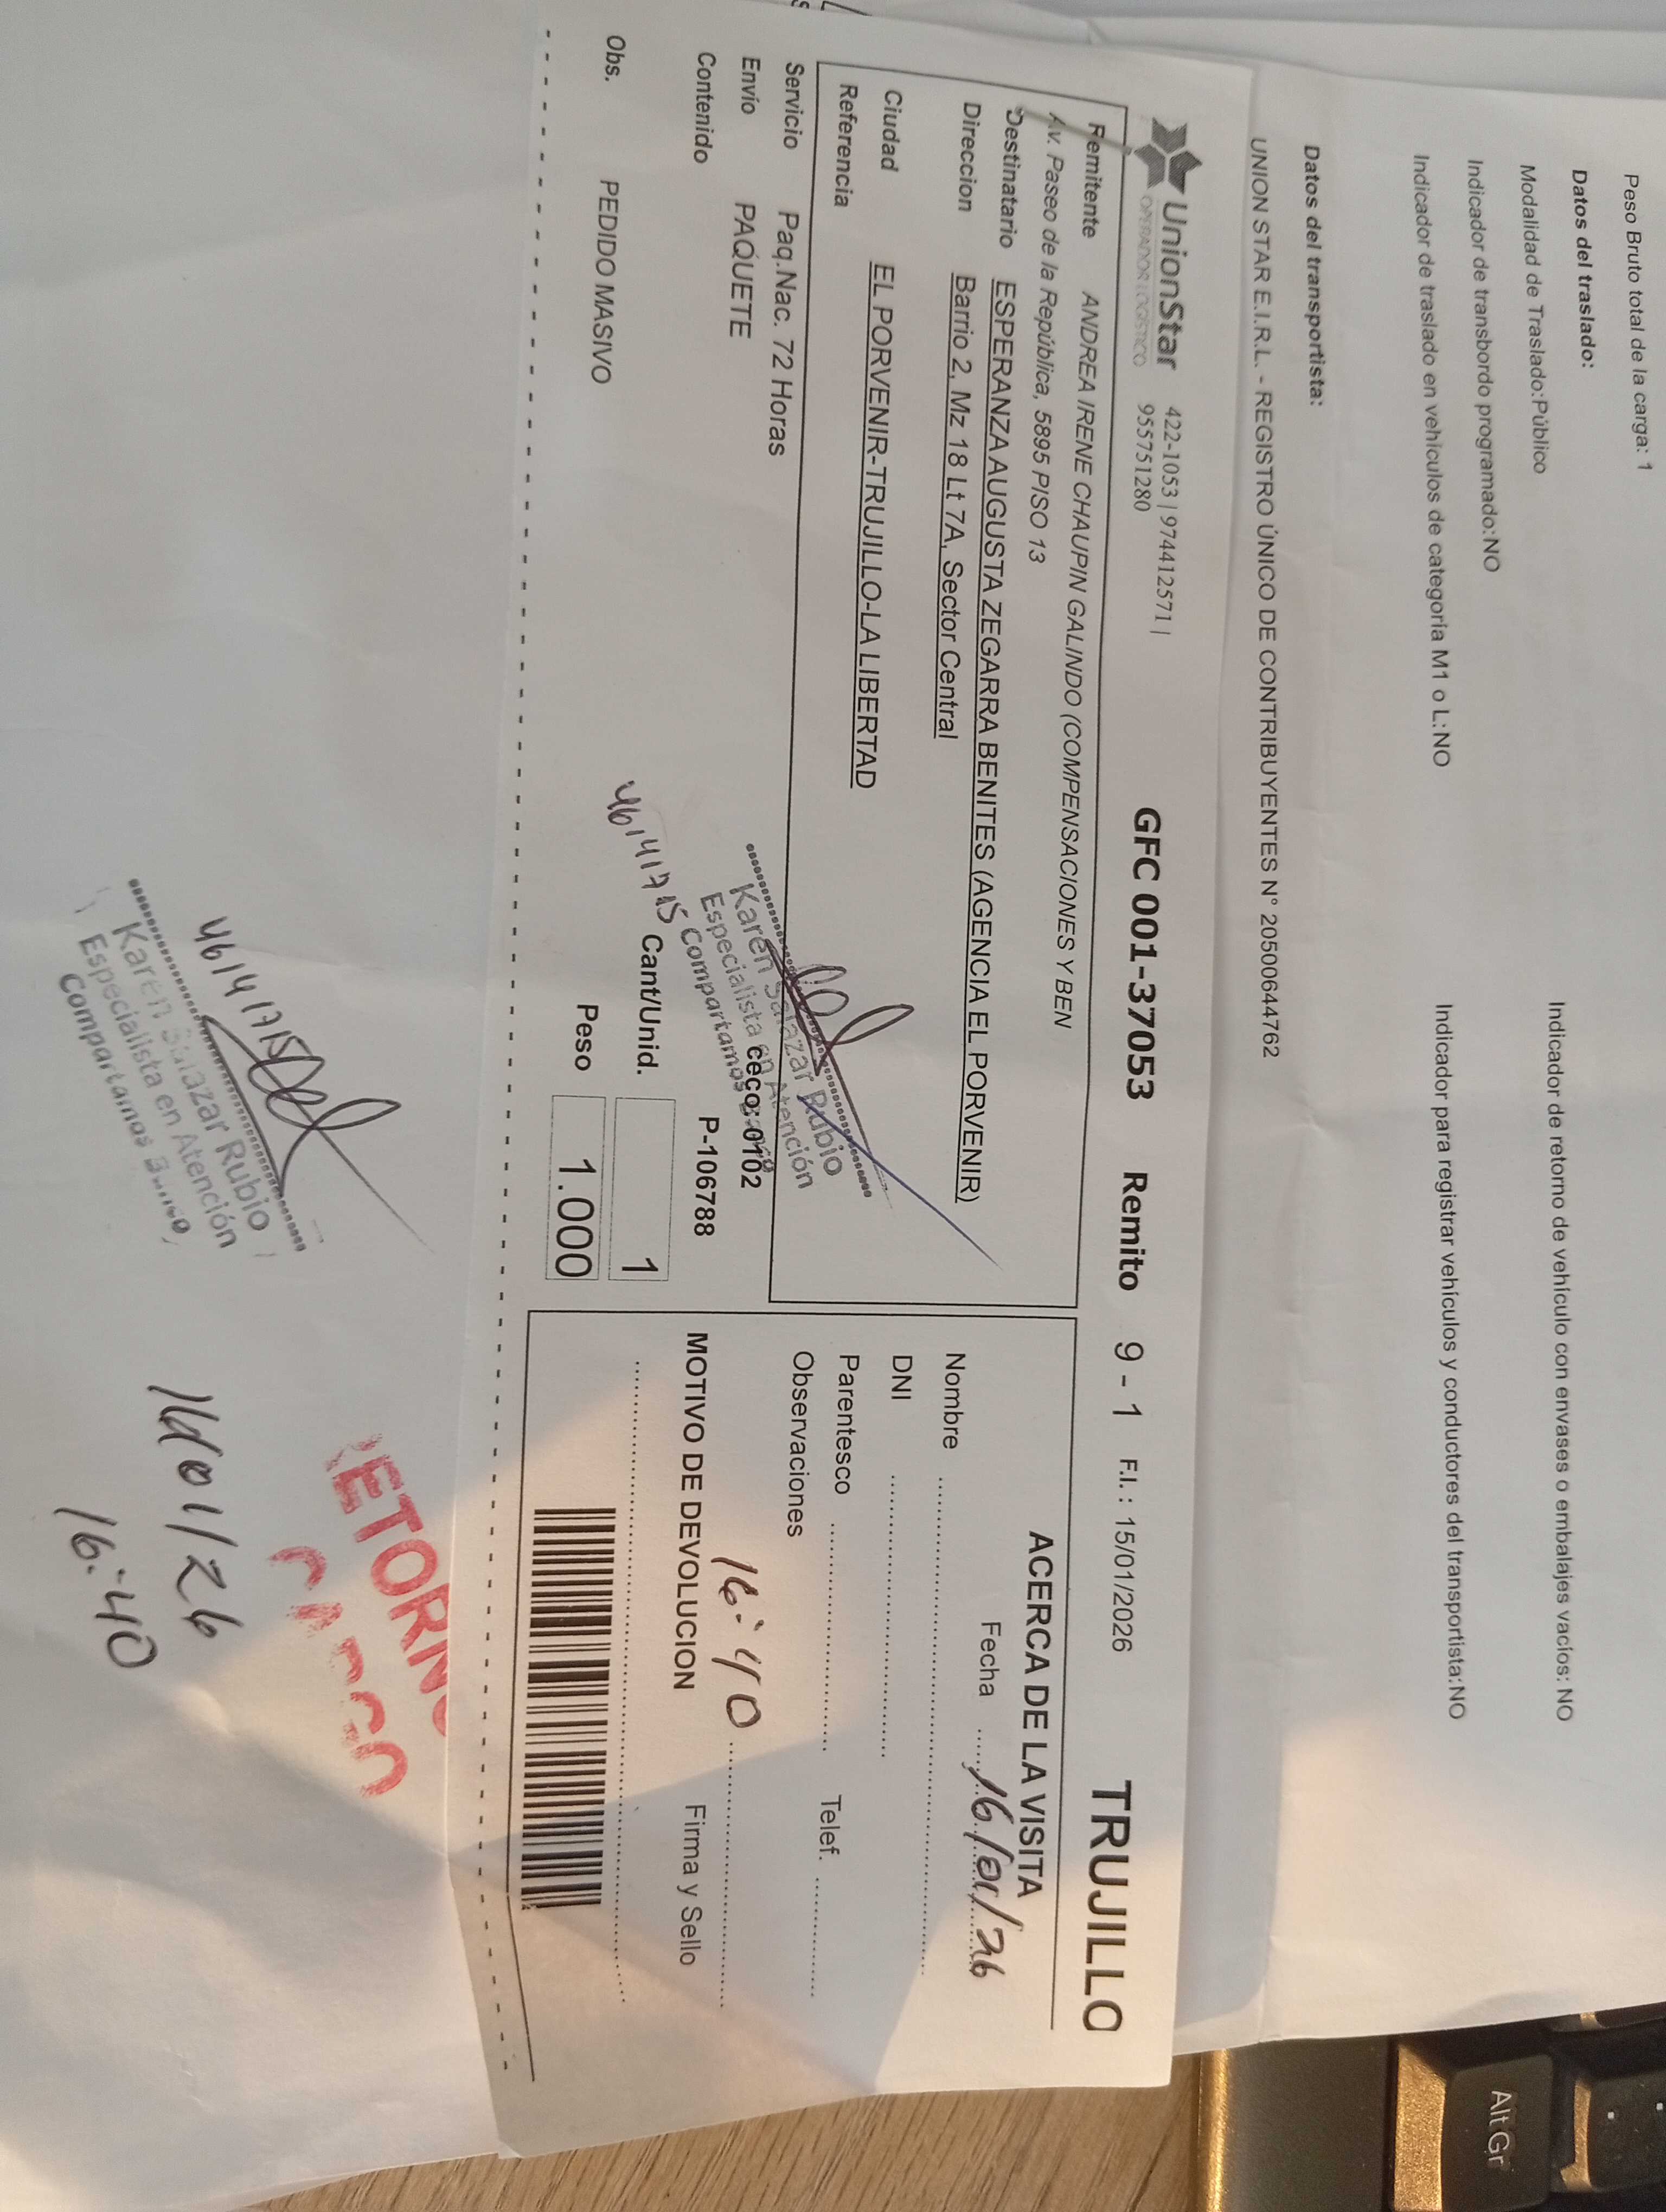 Peso Bruto total de la carga: 1
Datos del traslado:
Modalidad de Traslado:Público
Indicador de retorno de vehículo con envases o embalajes vacíos: NO
Indicador de transbordo programado:NO
Indicador de traslado en vehículos de categoría M1 o L:NO
Indicador para registrar vehículos y conductores del transportista:NO
Datos del transportista:
UNION STAR E.I.R.L. - REGISTRO ÚNICO DE CONTRIBUYENTES N° 20500644762
UnionStar
OPERADOR LOGISTICO
422-1053 | 974412571 |
955751280
GFC 001-37053 Remito 9 - 1 F.I. : 15/01/2026 TRUJILLO
Remitente ANDREA IRENE CHAUPIN GALINDO (COMPENSACIONES Y BEN
Av. Paseo de la República, 5895 PISO 13
Destinatario ESPERANZA AUGUSTA ZEGARRA BENITES (AGENCIA EL PORVENIR)
Direccion Barrio 2, Mz 18 Lt 7A, Sector Central
Ciudad EL PORVENIR-TRUJILLO-LA LIBERTAD
Referencia
Servicio Paq.Nac. 72 Horas
Envío PAQUETE
ceco: 0102
Contenido
P-106788
Obs. PEDIDO MASIVO
46141715
Cant/Unid. 1
Peso 1.000
Karen Salazar Rubio
Especialista en Atención
Compartamos
ACERCA DE LA VISITA
Fecha 16/01/26
Nombre
DNI
Parentesco
Telef.
Observaciones
16:40
MOTIVO DE DEVOLUCION
Firma y Sello
46141715
Karen Salazar Rubio
Especialista en Atención
Compartamos
RETORNO
CARGO
16/01/26
16:40
Alt Gr